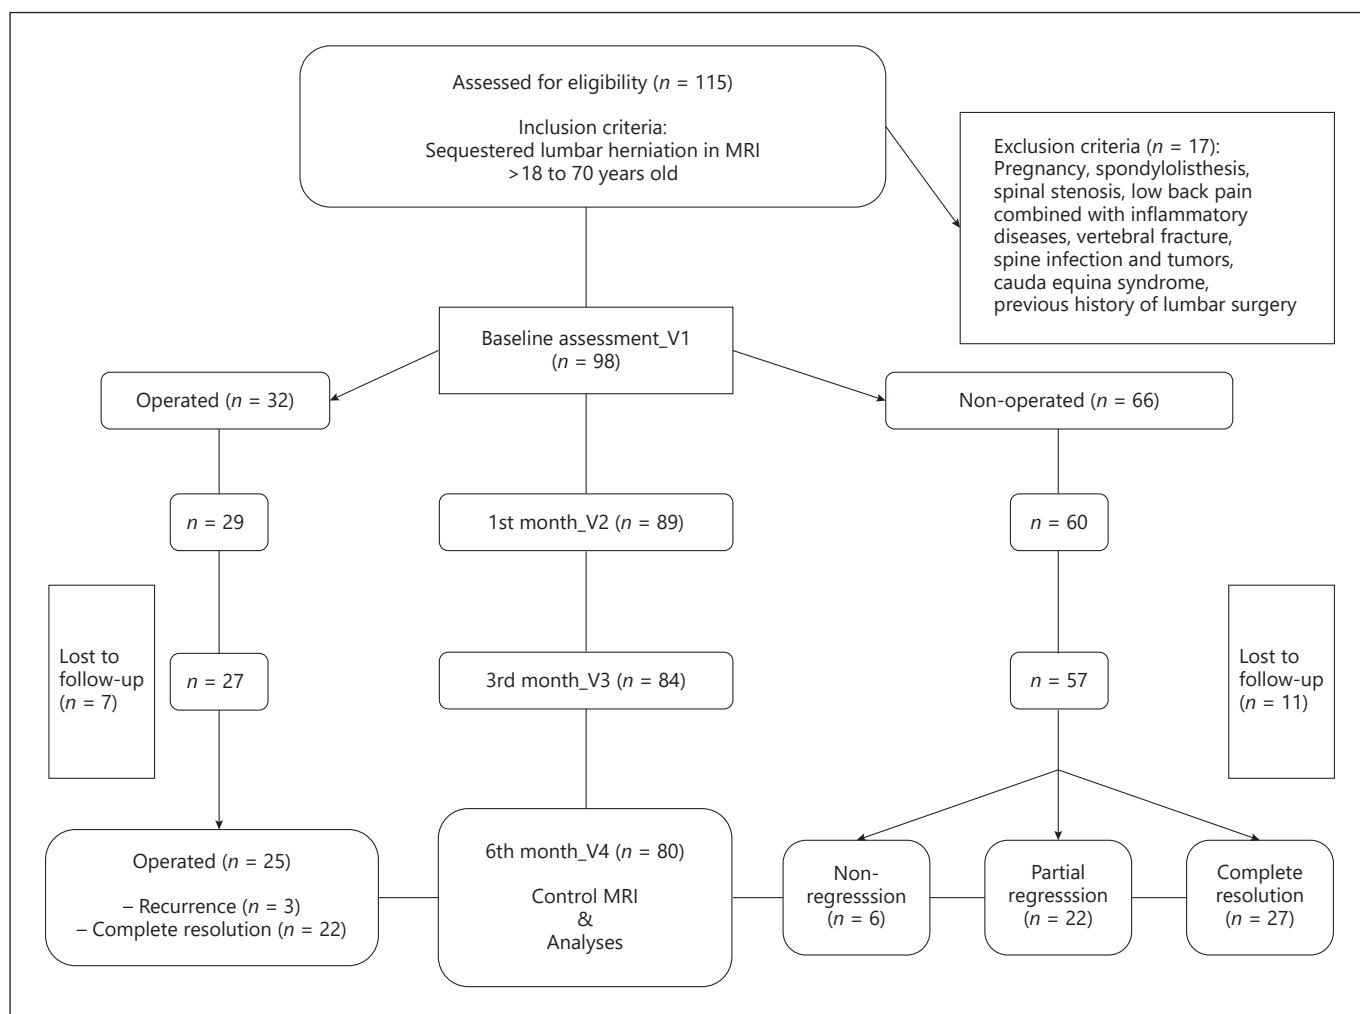 Assessed for eligibility (n = 115)
Inclusion criteria:
Sequestered lumbar herniation in MRI
>18 to 70 years old
Exclusion criteria (n = 17):
Pregnancy, spondylolisthesis,
spinal stenosis, low back pain
combined with inflammatory
diseases, vertebral fracture,
spine infection and tumors,
cauda equina syndrome,
previous history of lumbar surgery
Baseline assessment_V1
(n = 98)
Operated (n = 32)
Non-operated (n = 66)
n = 29
1st month_V2 (n = 89)
n = 60
Lost to
follow-up
(n = 7)
n = 27
3rd month_V3 (n = 84)
n = 57
Lost to
follow-up
(n = 11)
Operated (n = 25)
– Recurrence (n = 3)
– Complete resolution (n = 22)
6th month_V4 (n = 80)
Control MRI
&
Analyses
Non-
regresssion
(n = 6)
Partial
regresssion
(n = 22)
Complete
resolution
(n = 27)